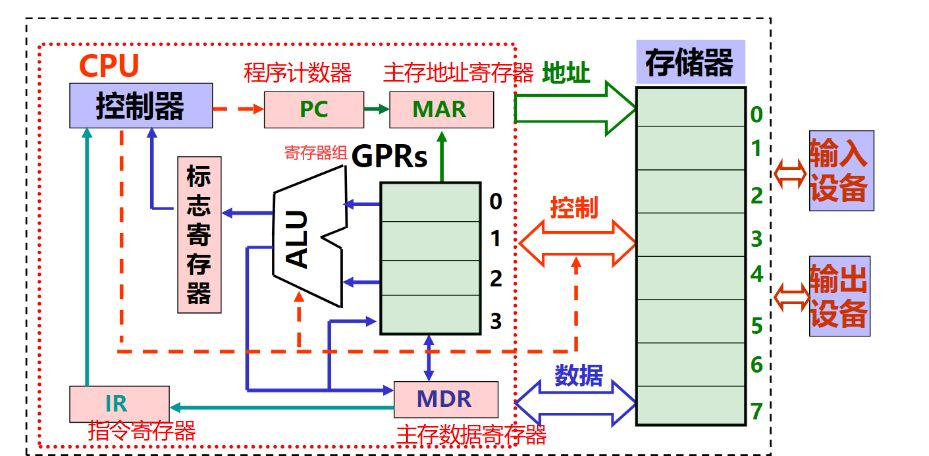 CPU
程序计数器
主存地址寄存器
地址
存储器
控制器
PC
MAR
寄存器组
GPRs
标志寄存器
ALU
0
1
2
3
控制
0
1
2
3
4
5
6
7
输入
设备
输出
设备
数据
IR
MDR
指令寄存器
主存数据寄存器